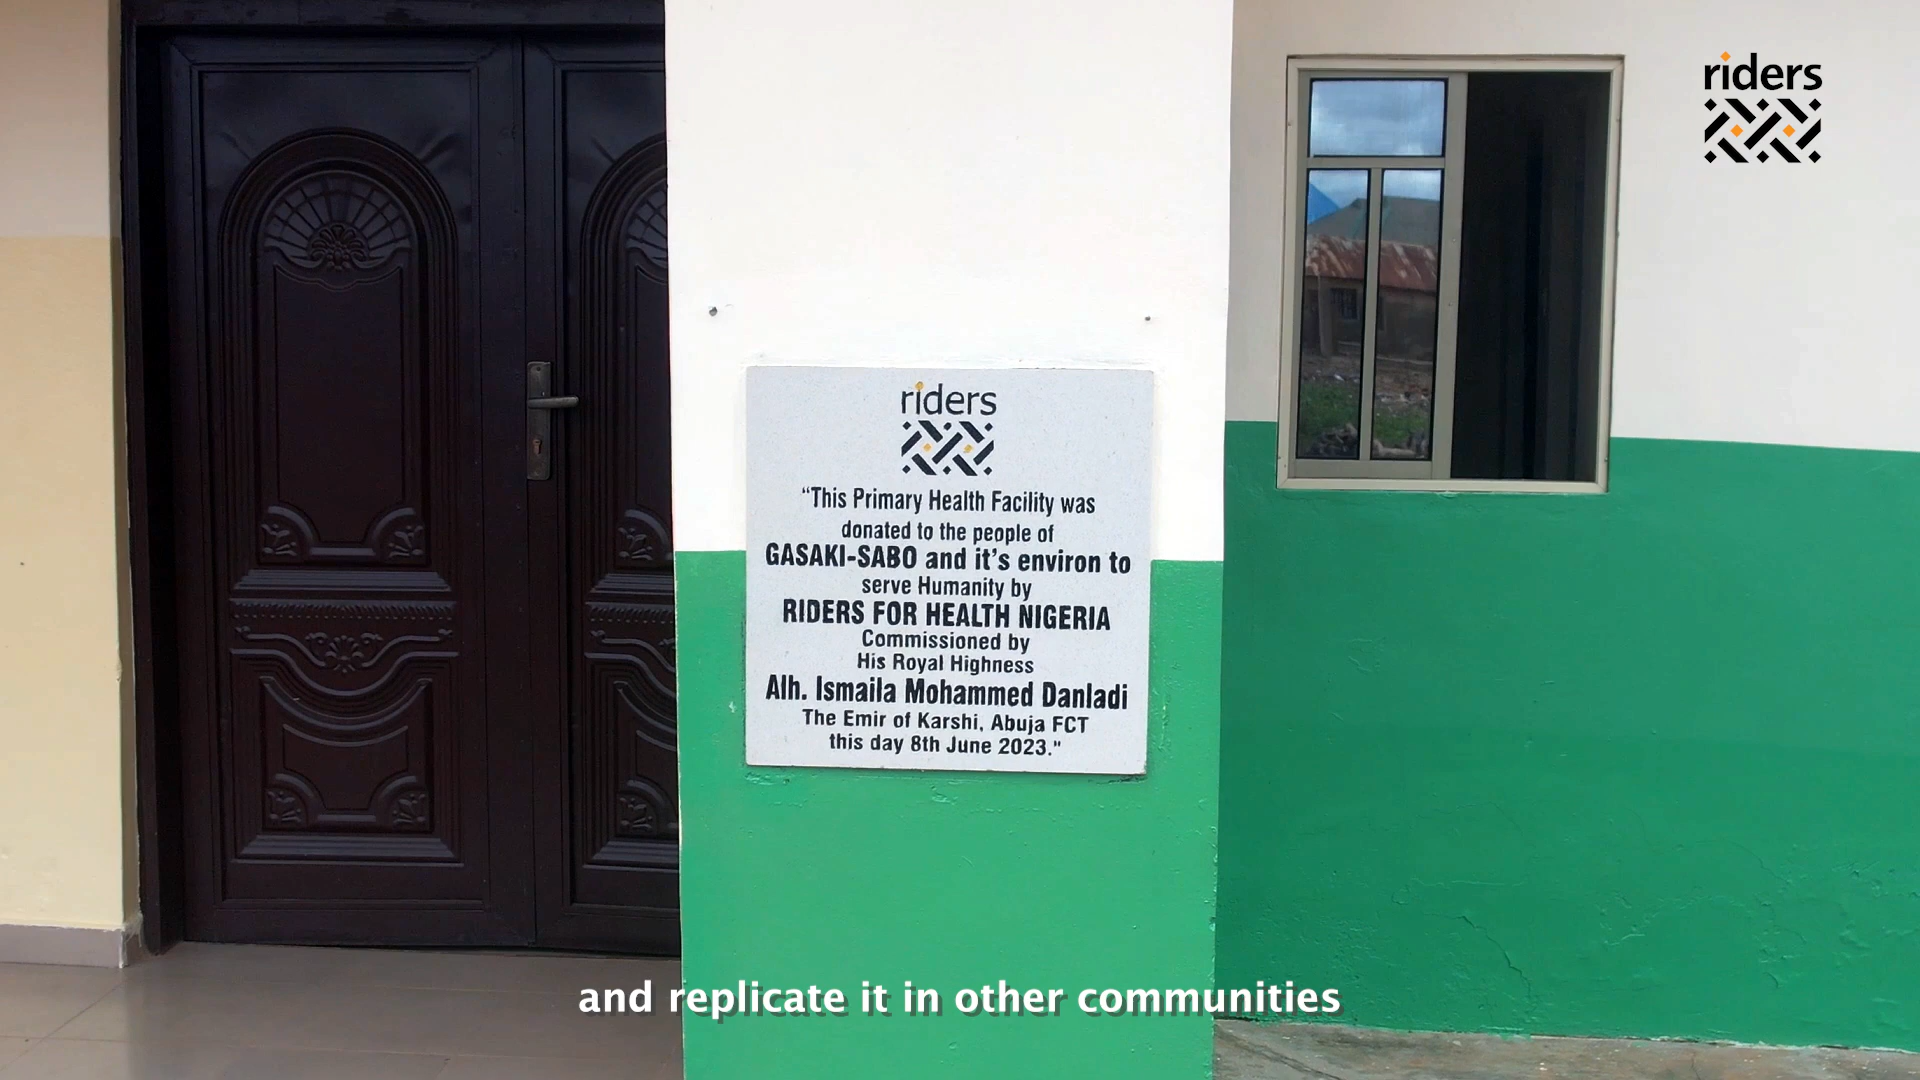 riders
riders
“This Primary Health Facility was
donated to the people of
GASAKI-SABO and it's environ to
serve Humanity by
RIDERS FOR HEALTH NIGERIA
Commissioned by
His Royal Highness
Alh. Ismaila Mohammed Danladi
The Emir of Karshi, Abuja FCT
this day 8th June 2023."
and replicate it in other communities